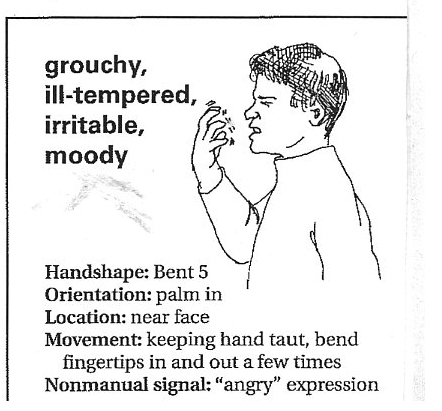 grouchy,
ill-tempered,
irritable,
moody
Handshape: Bent 5
Orientation: palm in
Location: near face
Movement: keeping hand taut, bend
fingertips in and out a few times
Nonmanual signal: “angry” expression